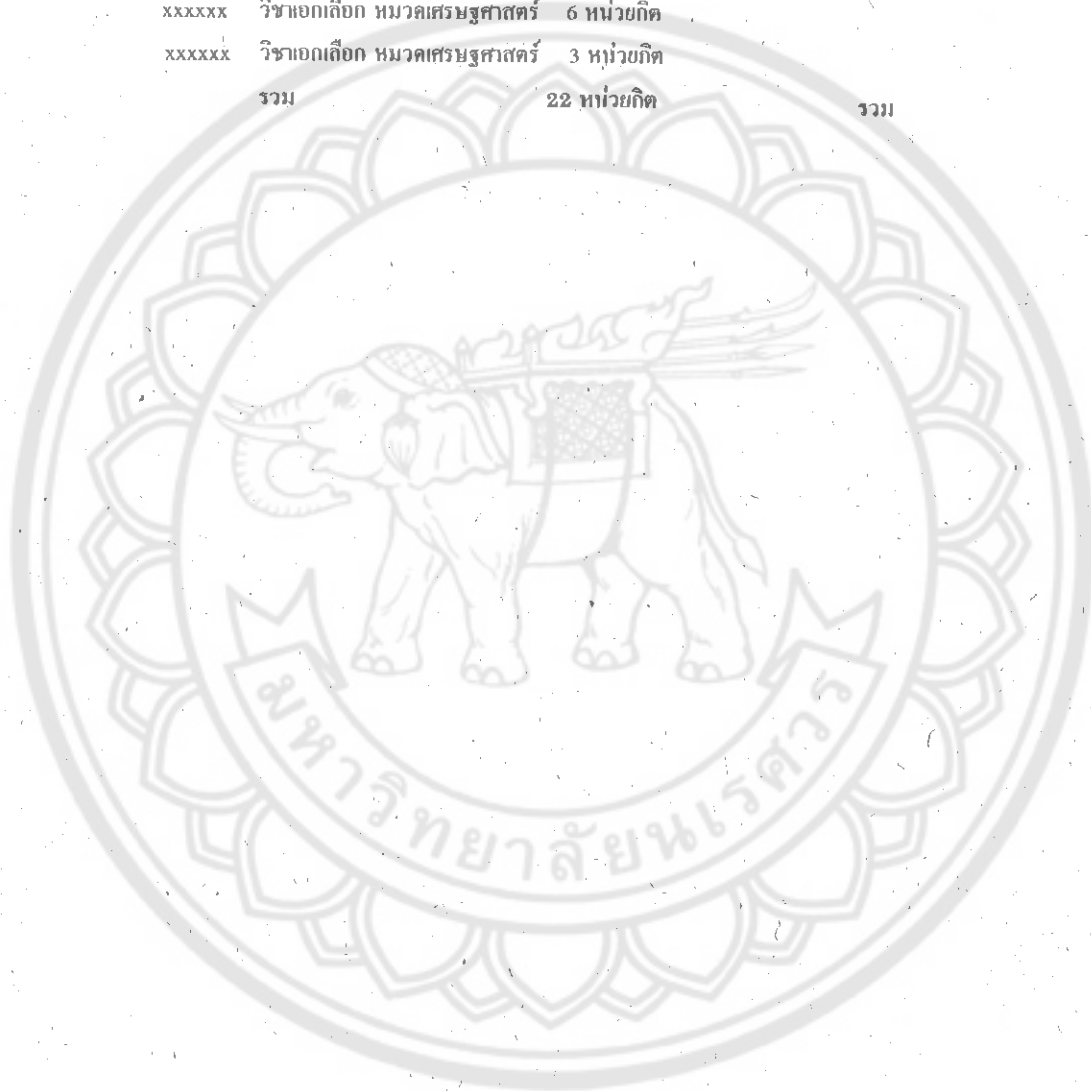 xxxxxx วิชาเอกเลือก หมวดเศรษฐศาสตร์ 6 หน่วยกิต
xxxxxx วิชาเอกเลือก หมวดเศรษฐศาสตร์ 3 หน่วยกิต
รวม 22 หน่วยกิต รวม
มหาวิทยาลัยนเรศวร